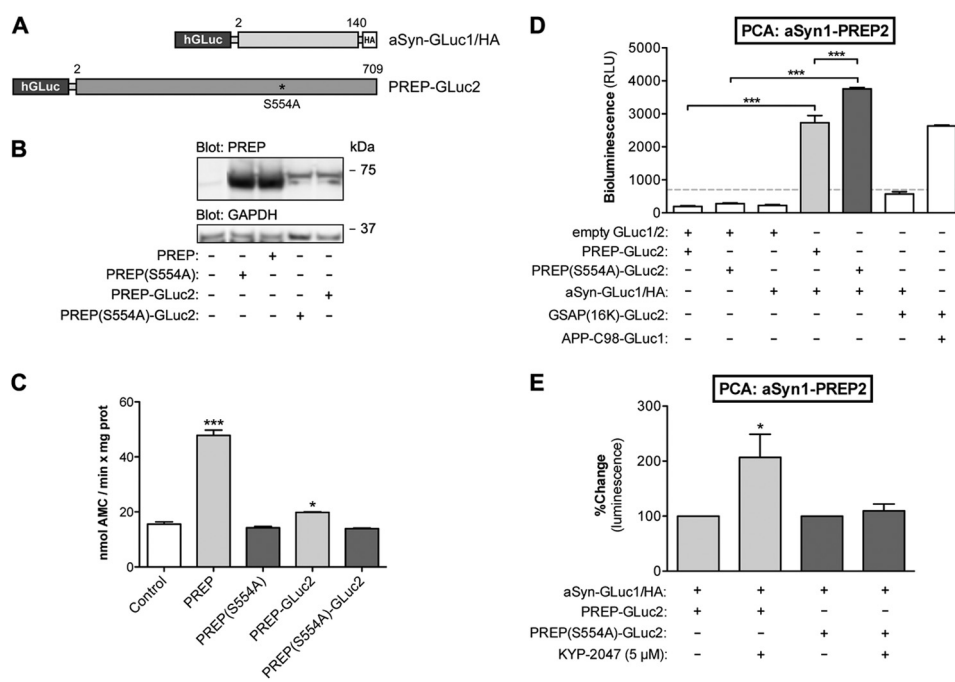 A
2
140
hGLuc
HA
aSyn-GLuc1/HA
2
709
hGLuc
*
PREP-GLuc2
S554A
B
Blot: PREP
kDa
– 75
Blot: GAPDH
– 37
PREP: – – + – –
PREP(S554A): – + – – –
PREP-GLuc2: – – – – +
PREP(S554A)-GLuc2: – – – + –
C
nmol AMC / min x mg prot
60
40
20
0
***
*
Control
PREP
PREP(S554A)
PREP-GLuc2
PREP(S554A)-GLuc2
D
PCA: aSyn1-PREP2
Bioluminescence (RLU)
5000
4000
3000
2000
1000
0
***
***
***
empty GLuc1/2: + + + – – – –
PREP-GLuc2: + – – + – – –
PREP(S554A)-GLuc2: – + – – + – –
aSyn-GLuc1/HA: – – + + + + –
GSAP(16K)-GLuc2: – – – – – + +
APP-C98-GLuc1: – – – – – – +
E
PCA: aSyn1-PREP2
%Change
(luminescence)
300
200
100
0
*
aSyn-GLuc1/HA: + + + +
PREP-GLuc2: + + – –
PREP(S554A)-GLuc2: – – + +
KYP-2047 (5 µM): – + – +